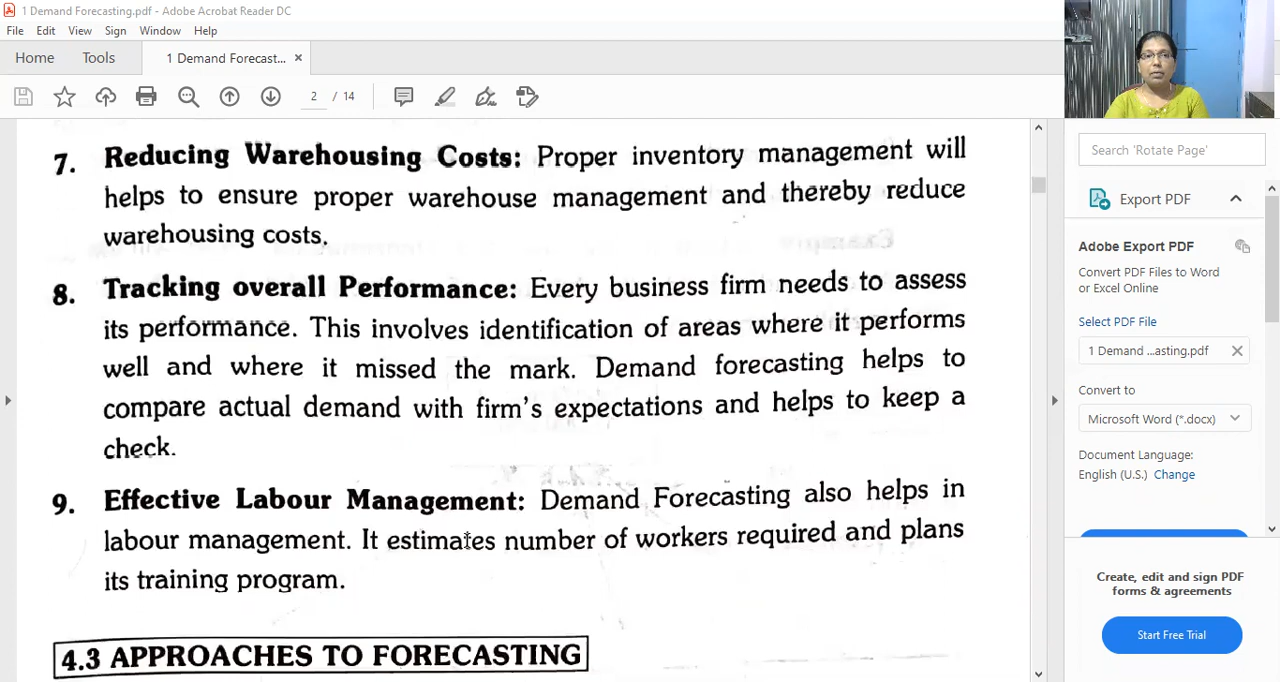 1 Demand Forecasting.pdf - Adobe Acrobat Reader DC
File Edit View Sign Window Help
Home Tools 1 Demand Forecast... ×
2 / 14
Search 'Rotate Page'
Export PDF
Adobe Export PDF
Convert PDF Files to Word
or Excel Online
Select PDF File
1 Demand ...asting.pdf
Convert to
Microsoft Word (*.docx)
Document Language:
English (U.S.) Change
Create, edit and sign PDF
forms & agreements
Start Free Trial
7. Reducing Warehousing Costs: Proper inventory management will
helps to ensure proper warehouse management and thereby reduce
warehousing costs.
8. Tracking overall Performance: Every business firm needs to assess
its performance. This involves identification of areas where it performs
well and where it missed the mark. Demand forecasting helps to
compare actual demand with firm's expectations and helps to keep a
check.
9. Effective Labour Management: Demand Forecasting also helps in
labour management. It estimates number of workers required and plans
its training program.
4.3 APPROACHES TO FORECASTING